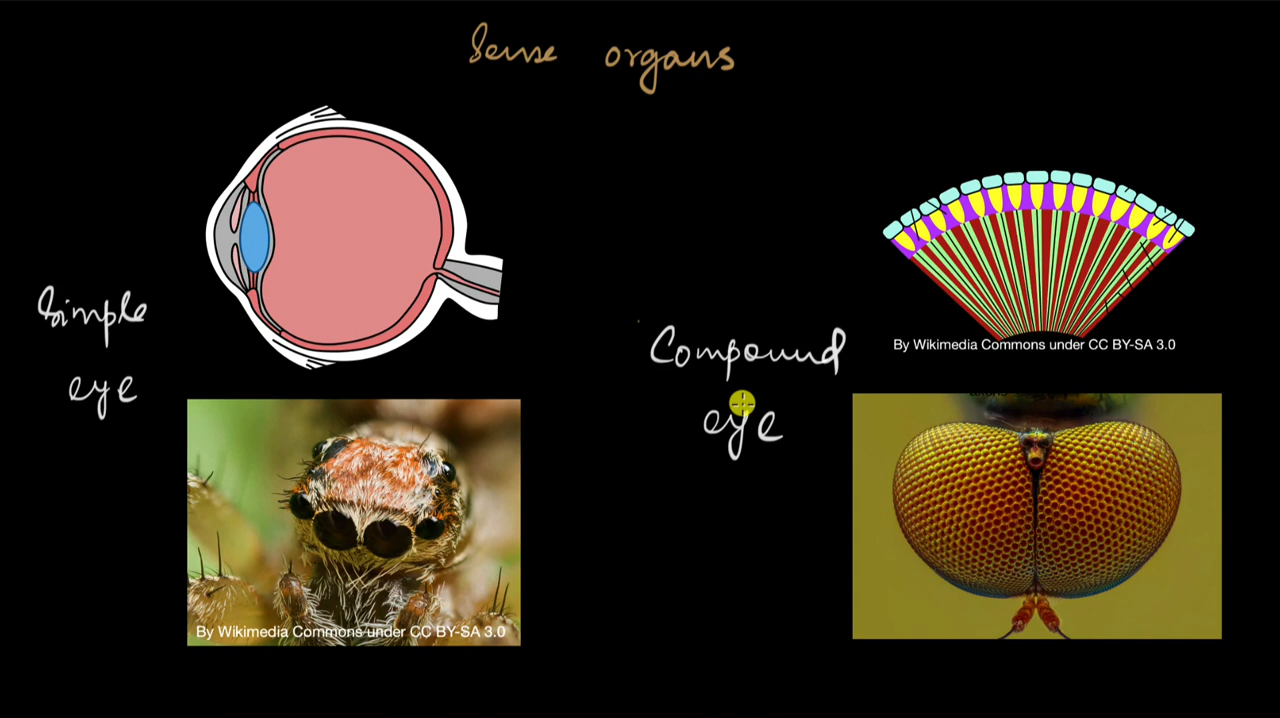 Sense organs
Simple
eye
By Wikimedia Commons under CC BY-SA 3.0
Compound
eye
By Wikimedia Commons under CC BY-SA 3.0